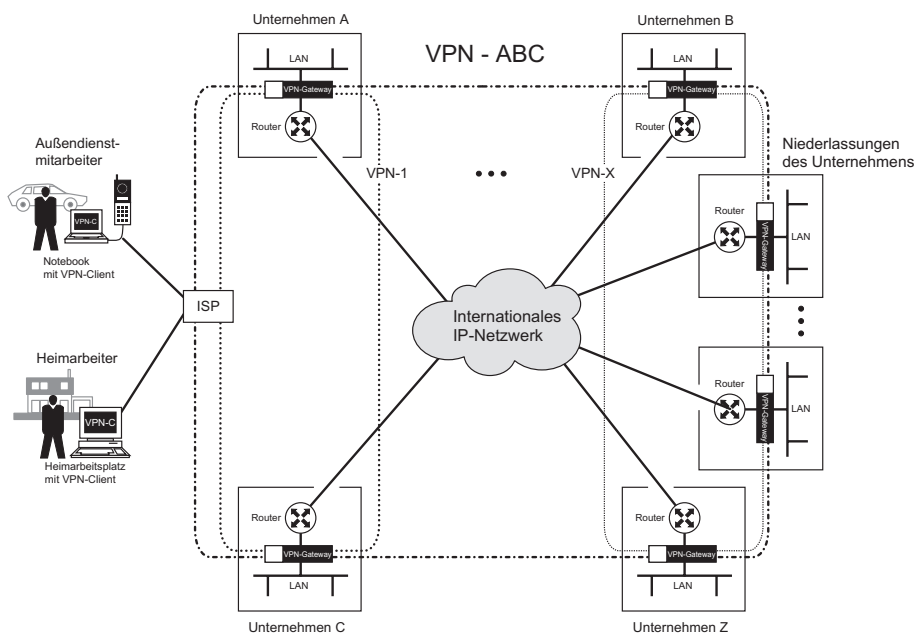 Unternehmen A
Unternehmen B
VPN - ABC
LAN
LAN
VPN-Gateway
VPN-Gateway
Router
Router
Außendienst-
mitarbeiter
Niederlassungen
des Unternehmens
VPN-1
VPN-X
VPN-C
Notebook
mit VPN-Client
Router
VPN-Gateway
LAN
ISP
Internationales
IP-Netzwerk
Heimarbeiter
VPN-C
Heimarbeitsplatz
mit VPN-Client
Router
VPN-Gateway
LAN
Router
Router
VPN-Gateway
VPN-Gateway
LAN
LAN
Unternehmen C
Unternehmen Z